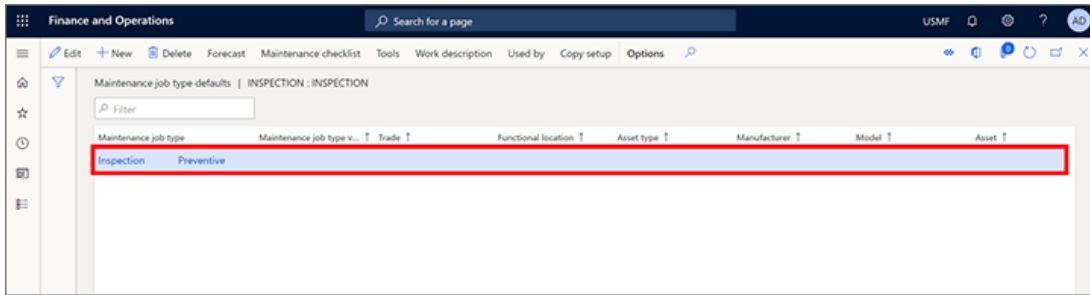 Finance and Operations Search for a page USMF ? AD
Edit New Delete Forecast Maintenance checklist Tools Work description Used by Copy setup Options 0
Maintenance job type defaults | INSPECTION : INSPECTION
Filter
Maintenance job type Maintenance job type v... Trade Functional location Asset type Manufacturer Model Asset
Inspection Preventive